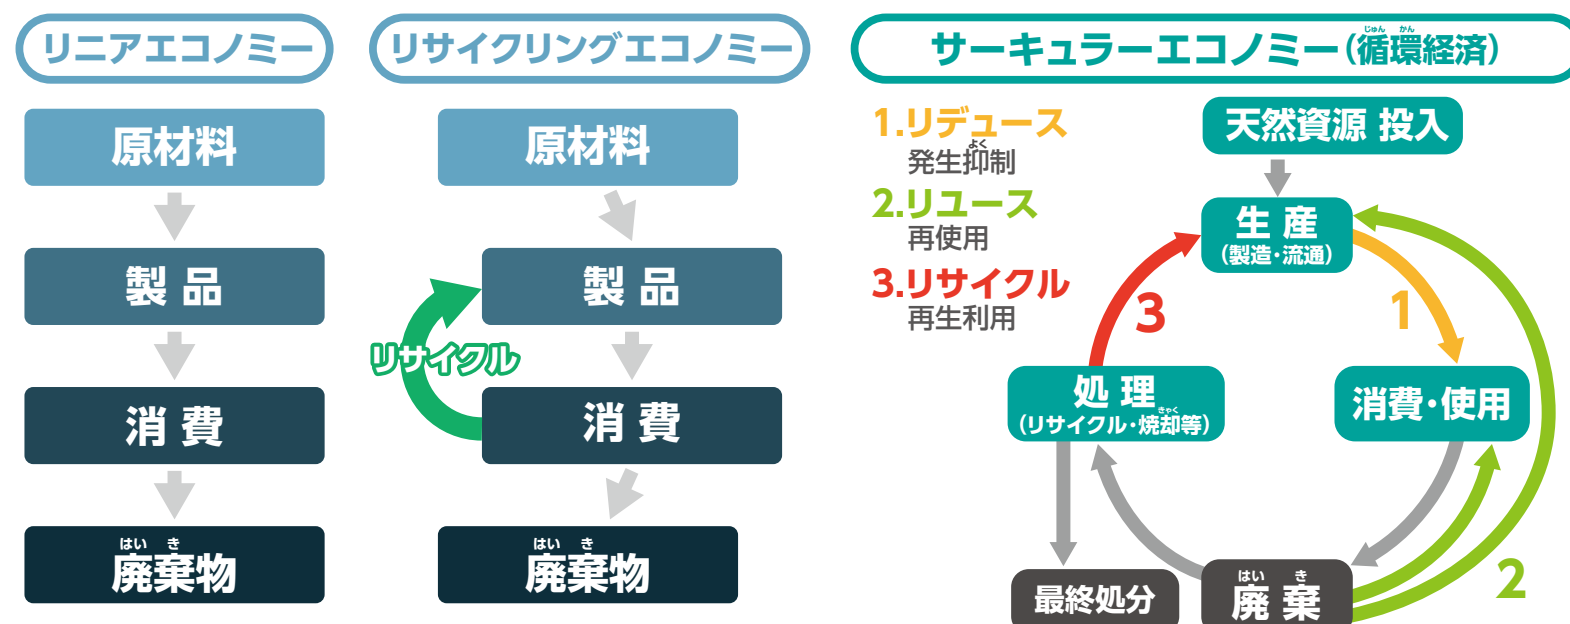 リニアエコノミー
原材料
製品
消費
はいき
廃棄物
リサイクリングエコノミー
原材料
製品
リサイクル
消費
はいき
廃棄物
じゅんかん
サーキュラーエコノミー(循環経済)
1.リデュース
よく
発生抑制
2.リユース
再使用
3.リサイクル
再生利用
天然資源 投入
生産
(製造・流通)
3
1
処理
きゃく
(リサイクル・焼却等)
消費・使用
2
最終処分
はいき
廃棄